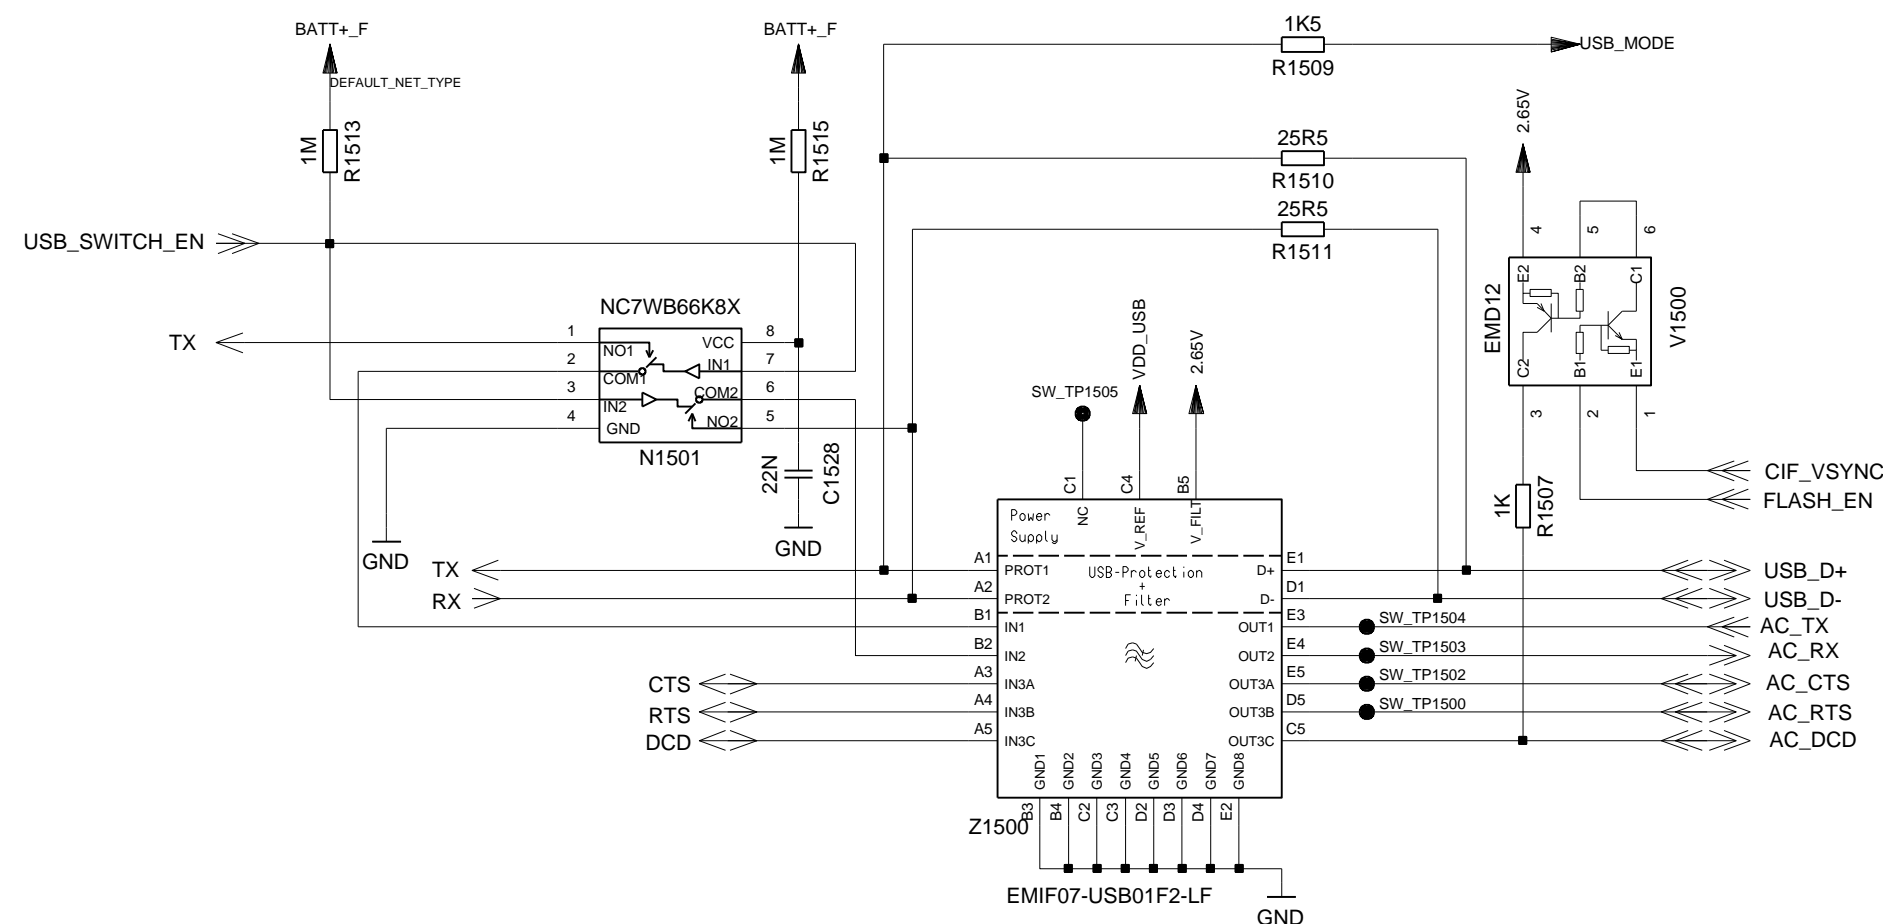 BATT+_F
BATT+_F
1K5
USB_MODE
R1509
DEFAULT_NET_TYPE
2.65V
1M
R1513
1M
R1515
25R5
R1510
25R5
R1511
USB_SWITCH_EN
4
5
6
E2
B2
C1
EMD12
V1500
C2
B1
E1
3
2
1
NC7WB66K8X
TX
1
NO1
VCC
8
2
COM1
IN1
7
3
IN2
COM2
6
4
GND
NO2
5
N1501
VDD_USB
2.65V
SW_TP1505
22N
C1528
GND
GND
CIF_VSYNC
FLASH_EN
1K
R1507
C1
C4
B5
NC
V_REF
V_FILT
Power
Supply
TX
A1
PROT1
USB-Protection
+
Filter
D+
E1
USB_D+
RX
A2
PROT2
D-
D1
USB_D-
B1
IN1
OUT1
E3
SW_TP1504
AC_TX
B2
IN2
OUT2
E4
SW_TP1503
AC_RX
CTS
A3
IN3A
OUT3A
E5
SW_TP1502
AC_CTS
RTS
A4
IN3B
OUT3B
D5
SW_TP1500
AC_RTS
DCD
A5
IN3C
OUT3C
C5
AC_DCD
GND1
GND2
GND3
GND4
GND5
GND6
GND7
GND8
B3
B4
C2
C3
D2
D3
D4
E2
Z1500
EMIF07-USB01F2-LF
GND